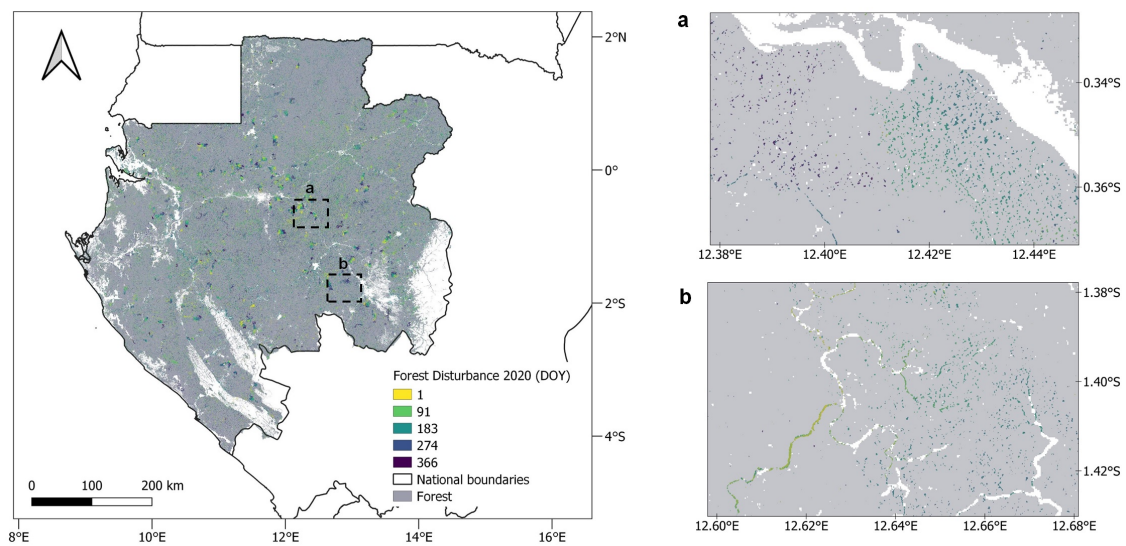 2°N
0°
2°S
4°S
8°E
10°E
12°E
14°E
16°E
a
b
Forest Disturbance 2020 (DOY)
1
91
183
274
366
National boundaries
Forest
0 100 200 km
a
0.34°S
0.36°S
12.38°E 12.40°E 12.42°E 12.44°E
b
1.38°S
1.40°S
1.42°S
12.60°E 12.62°E 12.64°E 12.66°E 12.68°E